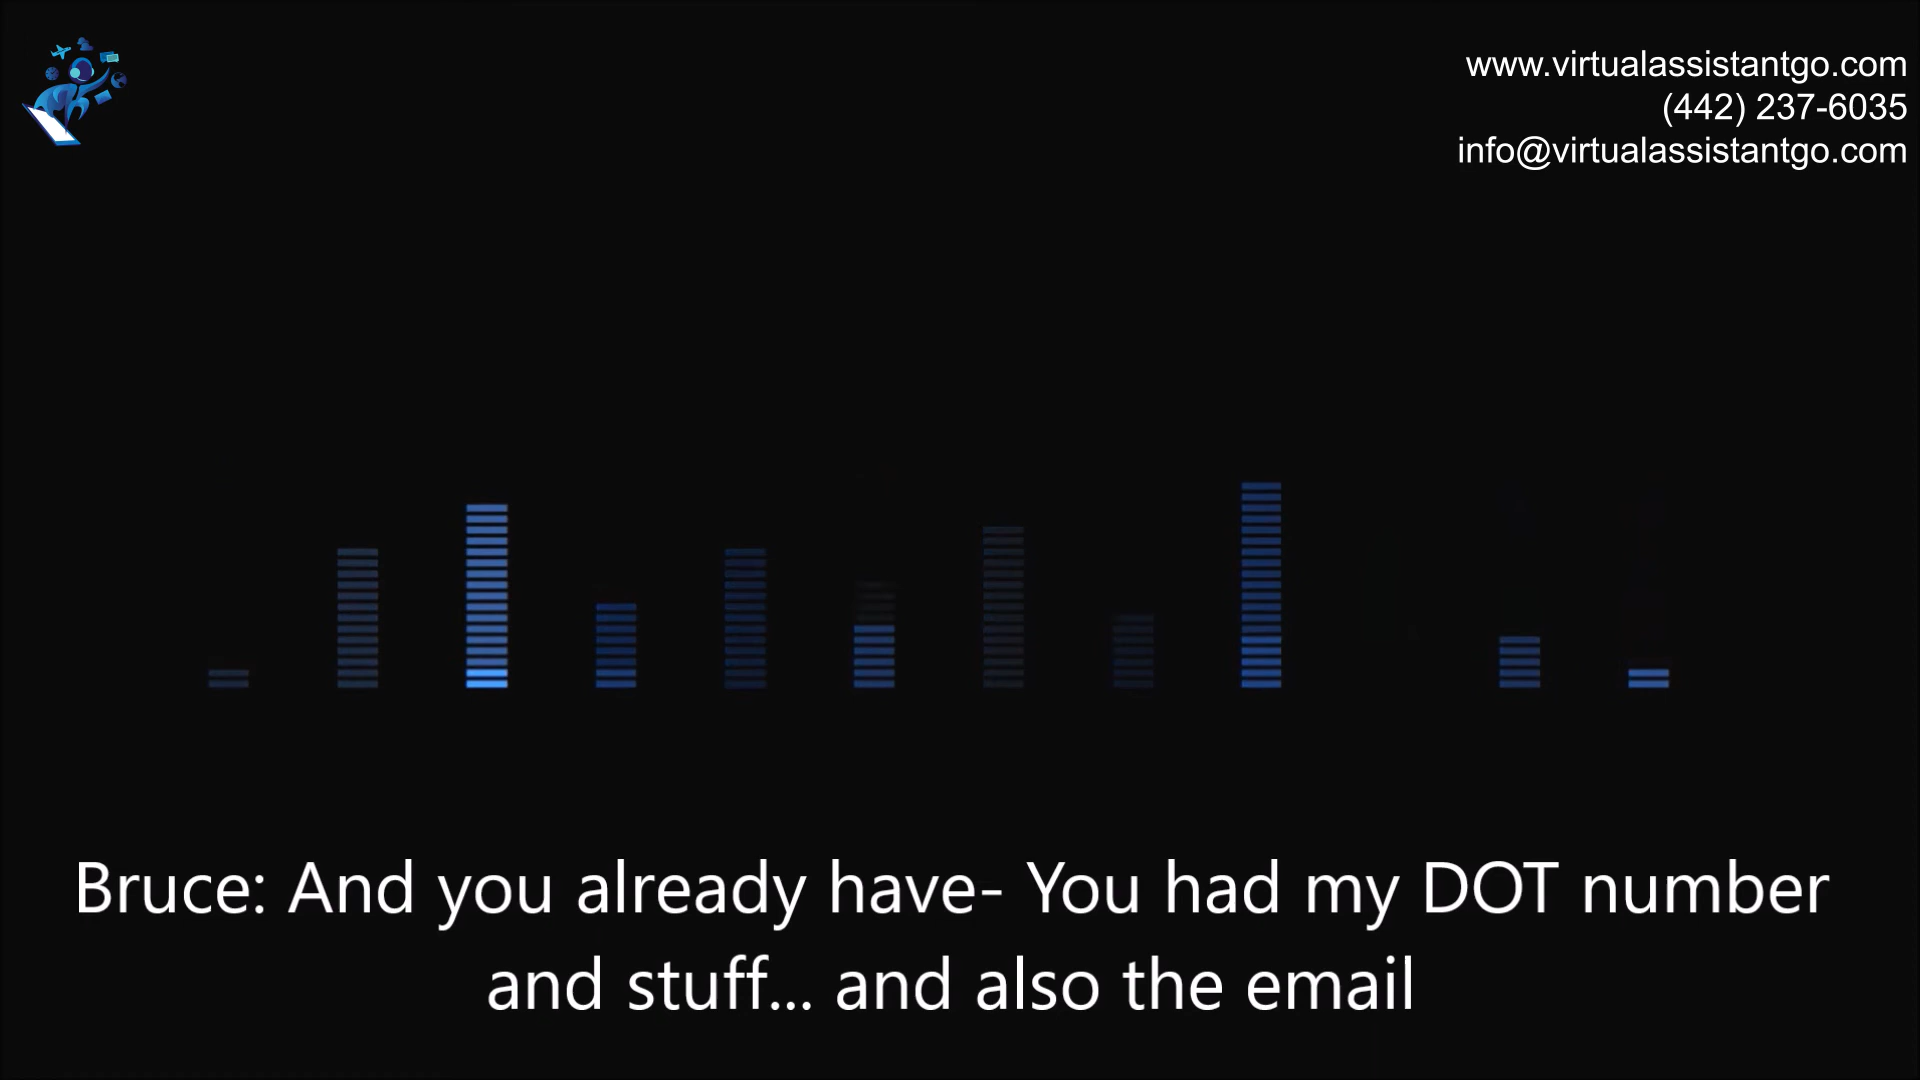 www.virtualassistantgo.com
(442) 237-6035
info@virtualassistantgo.com
Bruce: And you already have- You had my DOT number
and stuff... and also the email